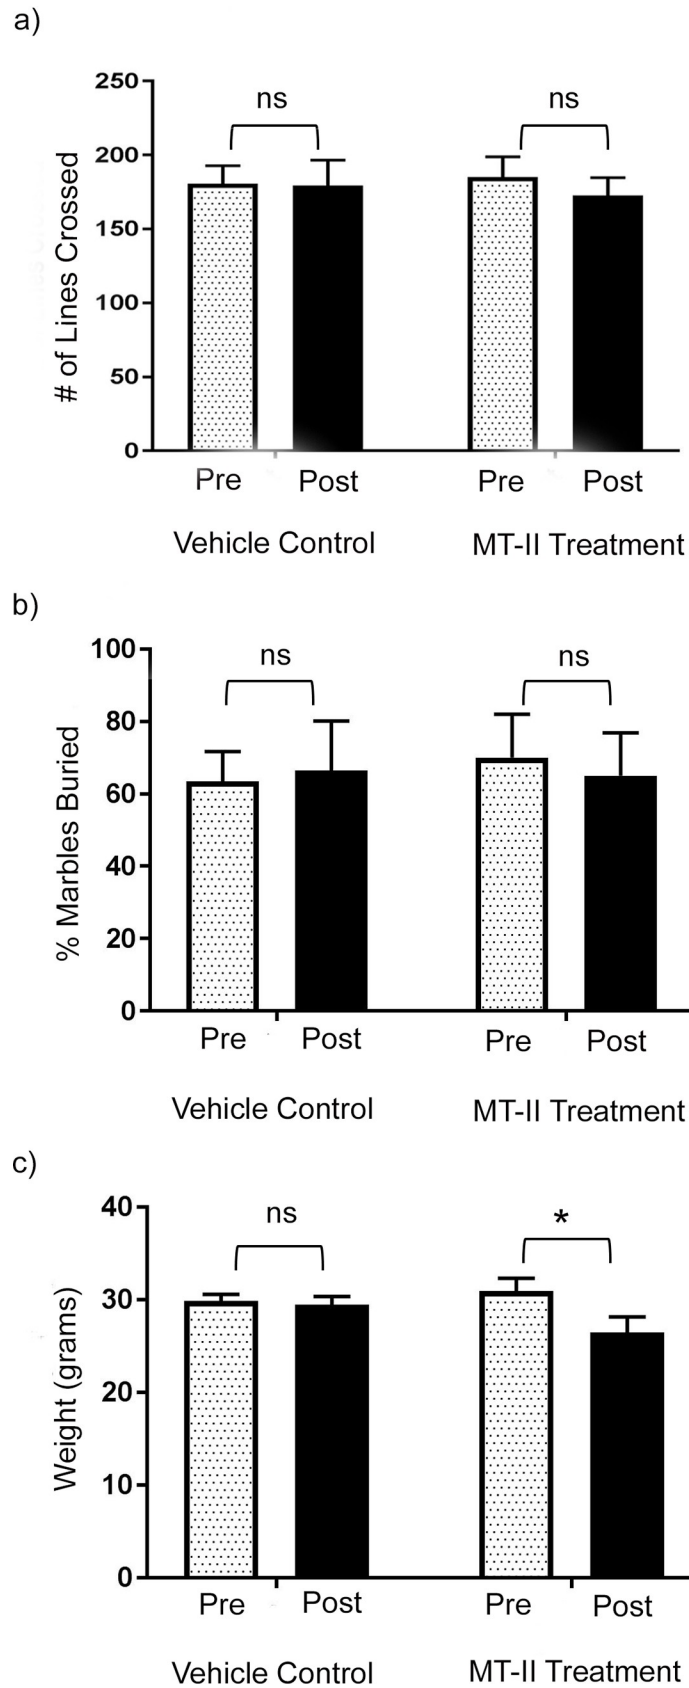 a)
250
ns
ns
200
150
100
50
0
# of Lines Crossed
Pre
Post
Pre
Post
Vehicle Control
MT-II Treatment
b)
100
ns
ns
80
60
40
20
0
% Marbles Buried
Pre
Post
Pre
Post
Vehicle Control
MT-II Treatment
c)
40
ns
*
30
20
10
0
Weight (grams)
Pre
Post
Pre
Post
Vehicle Control
MT-II Treatment